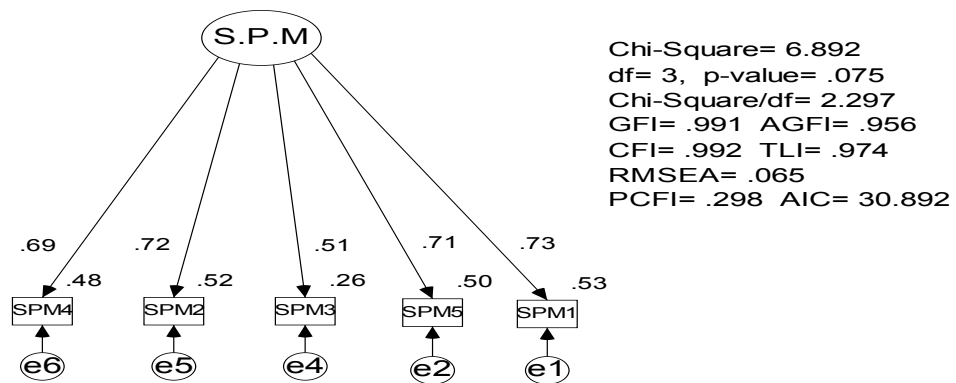 S.P.M
Chi-Square= 6.892
df= 3, p-value= .075
Chi-Square/df= 2.297
GFI= .991 AGFI= .956
CFI= .992 TLI= .974
RMSEA= .065
PCFI= .298 AIC= 30.892
.69 .72 .51 .71 .73
.48 .52 .26 .50 .53
SPM4 SPM2 SPM3 SPM5 SPM1
e6 e5 e4 e2 e1